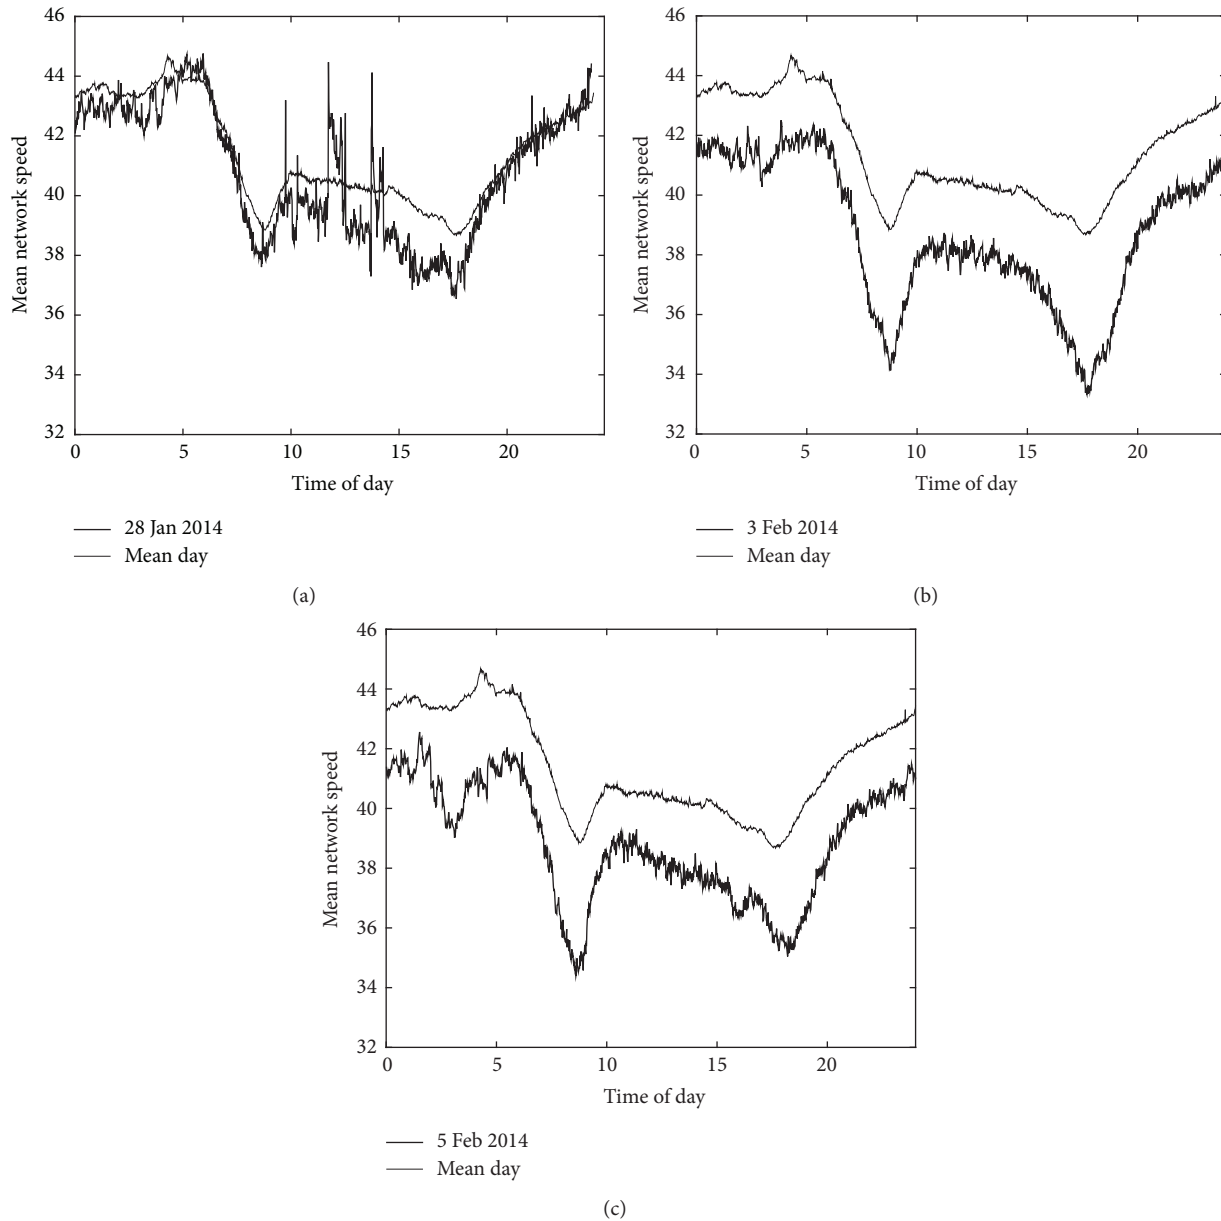 46
44
42
40
38
36
34
32
Mean network speed
0 5 10 15 20
Time of day
28 Jan 2014
Mean day
(a)
46
44
42
40
38
36
34
32
Mean network speed
0 5 10 15 20
Time of day
3 Feb 2014
Mean day
(b)
46
44
42
40
38
36
34
32
Mean network speed
0 5 10 15 20
Time of day
5 Feb 2014
Mean day
(c)